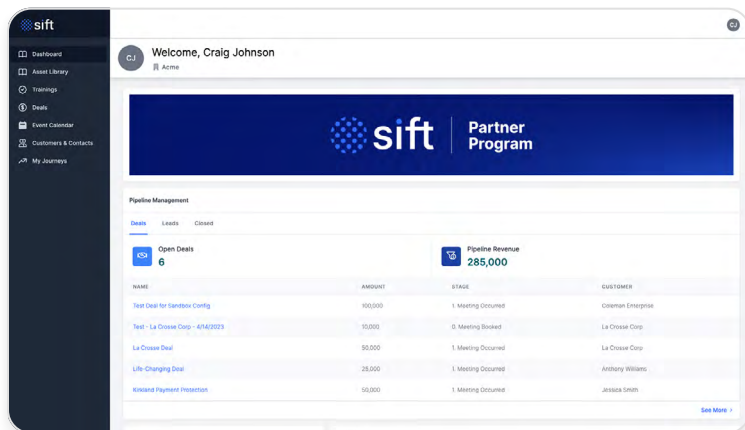 sift
CJ
Dashboard
Asset Library
Trainings
Deals
Event Calendar
Customers & Contacts
My Journeys
CJ
Welcome, Craig Johnson
Acme
sift
Partner
Program
Pipeline Management
Deals Leads Closed
Open Deals
6
Pipeline Revenue
285,000
NAME AMOUNT STAGE CUSTOMER
Test Deal for Sandbox Config 100,000 1. Meeting Occurred Coleman Enterprise
Test - La Crosse Corp - 4/14/2023 10,000 0. Meeting Booked La Crosse Corp
La Crosse Deal 50,000 1. Meeting Occurred La Crosse Corp
Life-Changing Deal 25,000 1. Meeting Occurred Anthony Williams
Kirkland Payment Protection 50,000 1. Meeting Occurred Jessica Smith
See More >